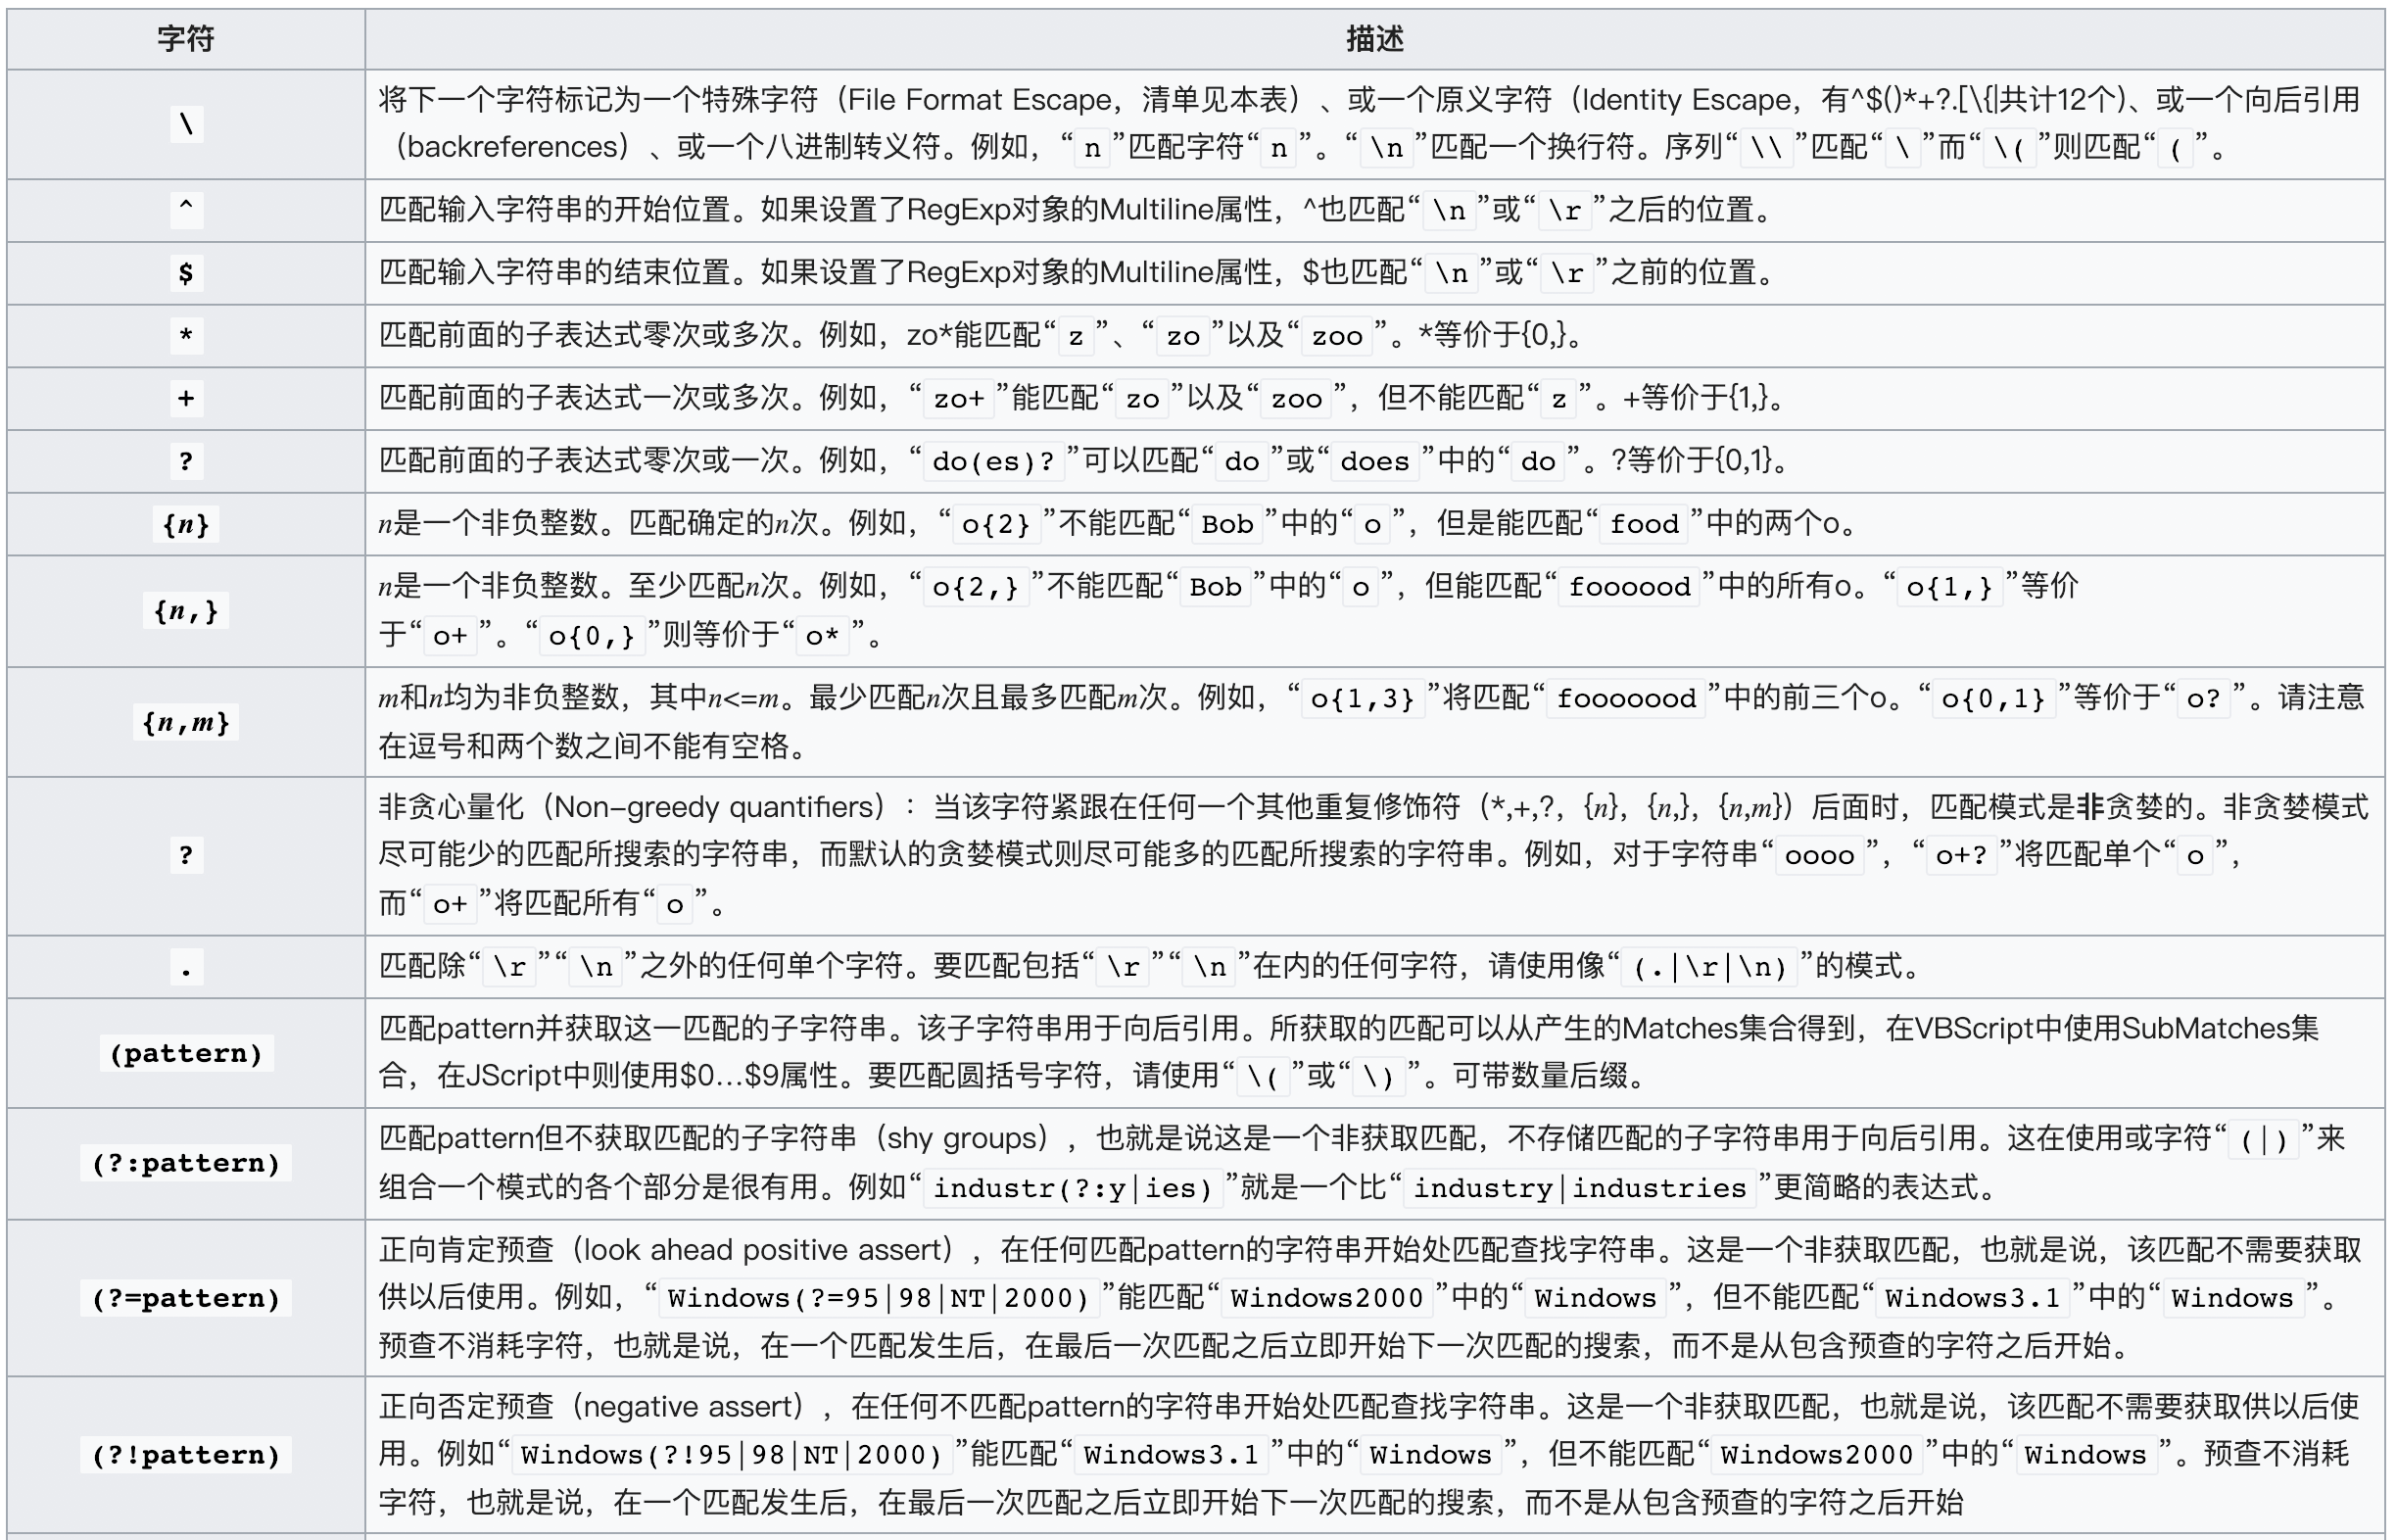 字符 描述
\ 将下一个字符标记为一个特殊字符（File Format Escape，清单见本表）、或一个原义字符（Identity Escape，有^$()*+?.[\{|共计12个）、或一个向后引用
（backreferences）、或一个八进制转义符。例如，“n”匹配字符“n”。“\n”匹配一个换行符。序列“\\”匹配“\”而“\(”则匹配“(”。
^ 匹配输入字符串的开始位置。如果设置了RegExp对象的Multiline属性，^也匹配“\n”或“\r”之后的位置。
$ 匹配输入字符串的结束位置。如果设置了RegExp对象的Multiline属性，$也匹配“\n”或“\r”之前的位置。
* 匹配前面的子表达式零次或多次。例如，zo*能匹配“z”、“zo”以及“zoo”。*等价于{0,}。
+ 匹配前面的子表达式一次或多次。例如，“zo+”能匹配“zo”以及“zoo”，但不能匹配“z”。+等价于{1,}。
? 匹配前面的子表达式零次或一次。例如，“do(es)?”可以匹配“do”或“does”中的“do”。?等价于{0,1}。
{n} n是一个非负整数。匹配确定的n次。例如，“o{2}”不能匹配“Bob”中的“o”，但是能匹配“food”中的两个o。
{n,} n是一个非负整数。至少匹配n次。例如，“o{2,}”不能匹配“Bob”中的“o”，但能匹配“foooood”中的所有o。“o{1,}”等价
于“o+”。“o{0,}”则等价于“o*”。
{n,m} m和n均为非负整数，其中n<=m。最少匹配n次且最多匹配m次。例如，“o{1,3}”将匹配“fooooood”中的前三个o。“o{0,1}”等价于“o?”。请注意
在逗号和两个数之间不能有空格。
? 非贪心量化（Non-greedy quantifiers）：当该字符紧跟在任何一个其他重复修饰符（*,+,?，{n}，{n,}，{n,m}）后面时，匹配模式是非贪婪的。非贪婪模式
尽可能少的匹配所搜索的字符串，而默认的贪婪模式则尽可能多的匹配所搜索的字符串。例如，对于字符串“oooo”，“o+?”将匹配单个“o”，
而“o+”将匹配所有“o”。
. 匹配除“\r”“\n”之外的任何单个字符。要匹配包括“\r”“\n”在内的任何字符，请使用像“(.|\r|\n)”的模式。
(pattern) 匹配pattern并获取这一匹配的子字符串。该子字符串用于向后引用。所获取的匹配可以从产生的Matches集合得到，在VBScript中使用SubMatches集
合，在JScript中则使用$0…$9属性。要匹配圆括号字符，请使用“\(”或“\)”。可带数量后缀。
(?:pattern) 匹配pattern但不获取匹配的子字符串（shy groups），也就是说这是一个非获取匹配，不存储匹配的子字符串用于向后引用。这在使用或字符“(|)”来
组合一个模式的各个部分是很有用。例如“industr(?:y|ies)”就是一个比“industry|industries”更简略的表达式。
(?=pattern) 正向肯定预查（look ahead positive assert），在任何匹配pattern的字符串开始处匹配查找字符串。这是一个非获取匹配，也就是说，该匹配不需要获取
供以后使用。例如，“Windows(?=95|98|NT|2000)”能匹配“Windows2000”中的“Windows”，但不能匹配“Windows3.1”中的“Windows”。
预查不消耗字符，也就是说，在一个匹配发生后，在最后一次匹配之后立即开始下一次匹配的搜索，而不是从包含预查的字符之后开始。
(?!pattern) 正向否定预查（negative assert），在任何不匹配pattern的字符串开始处匹配查找字符串。这是一个非获取匹配，也就是说，该匹配不需要获取供以后使
用。例如“Windows(?!95|98|NT|2000)”能匹配“Windows3.1”中的“Windows”，但不能匹配“Windows2000”中的“Windows”。预查不消耗
字符，也就是说，在一个匹配发生后，在最后一次匹配之后立即开始下一次匹配的搜索，而不是从包含预查的字符之后开始